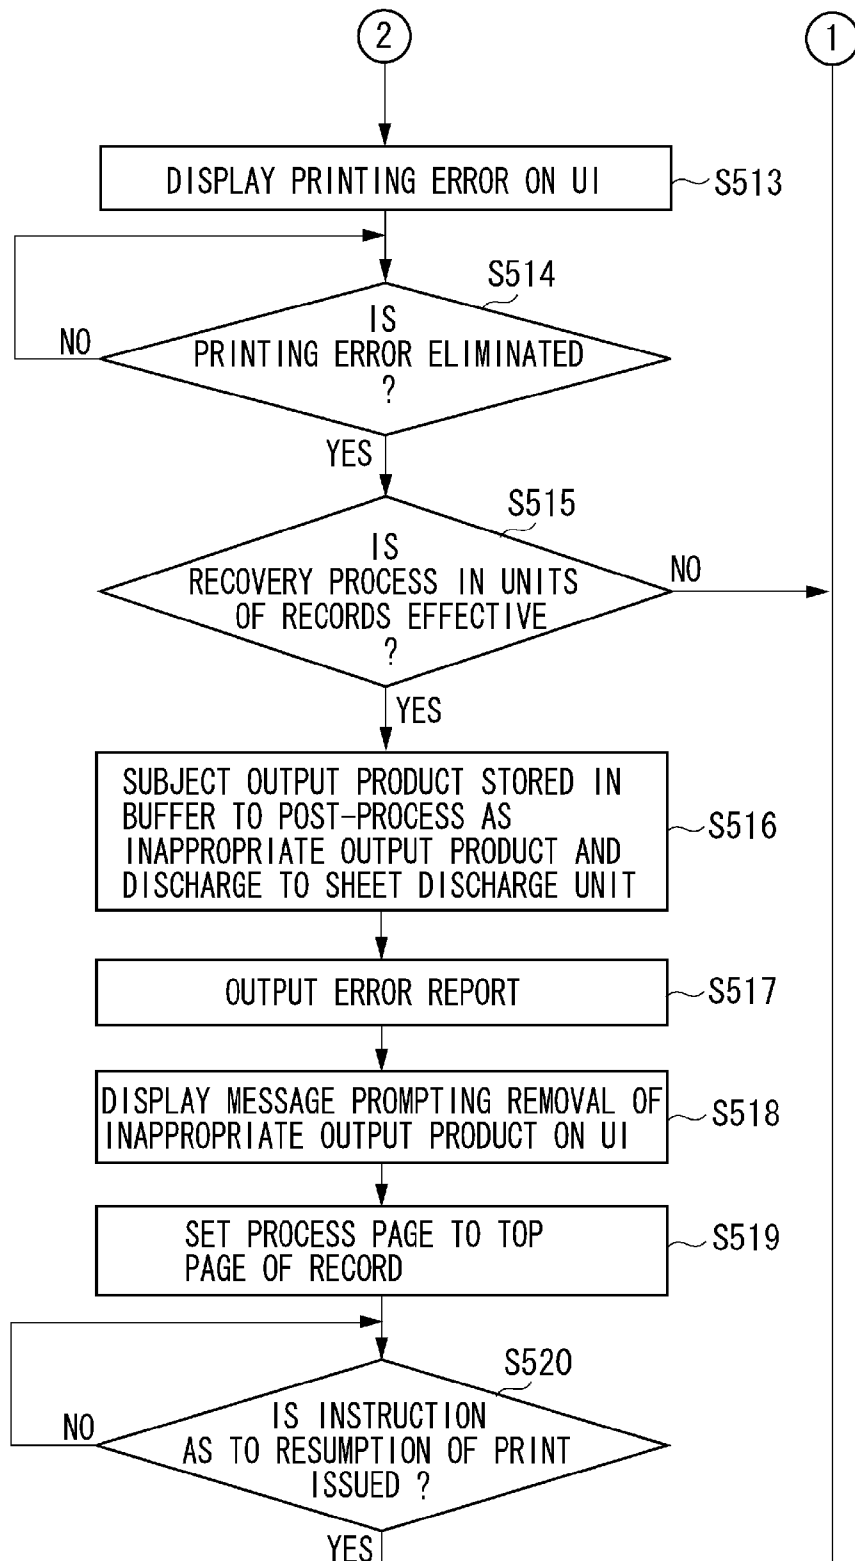 2
1
DISPLAY PRINTING ERROR ON UI
S513
S514
IS
PRINTING ERROR ELIMINATED
?
NO
YES
S515
IS
RECOVERY PROCESS IN UNITS
OF RECORDS EFFECTIVE
?
NO
YES
SUBJECT OUTPUT PRODUCT STORED IN
BUFFER TO POST-PROCESS AS
INAPPROPRIATE OUTPUT PRODUCT AND
DISCHARGE TO SHEET DISCHARGE UNIT
S516
OUTPUT ERROR REPORT
S517
DISPLAY MESSAGE PROMPTING REMOVAL OF
INAPPROPRIATE OUTPUT PRODUCT ON UI
S518
SET PROCESS PAGE TO TOP
PAGE OF RECORD
S519
S520
IS INSTRUCTION
AS TO RESUMPTION OF PRINT
ISSUED ?
NO
YES